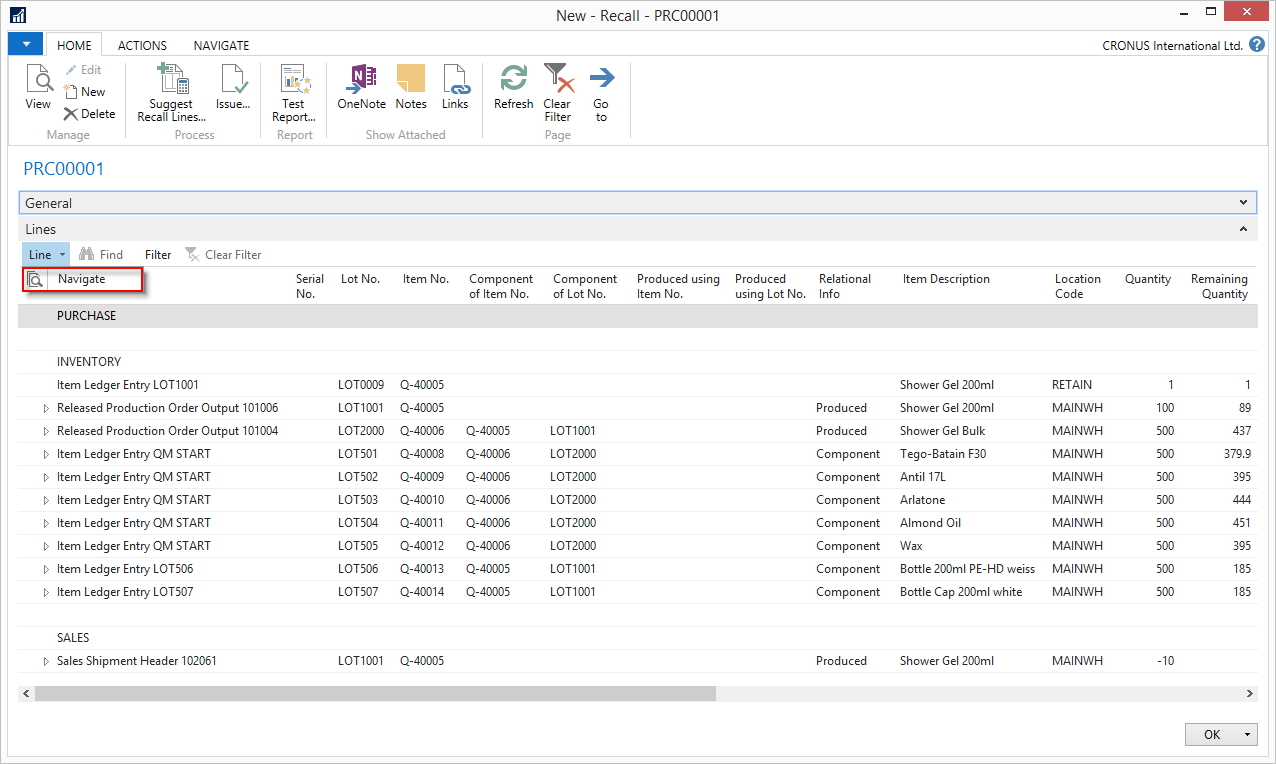 New - Recall - PRC00001
HOME ACTIONS NAVIGATE CRONUS International Ltd. ?
View Edit New Delete Suggest Recall Lines... Issue... Test Report... OneNote Notes Links Refresh Clear Filter Go to
Manage Process Report Show Attached Page
PRC00001
General
Lines
Line Find Filter Clear Filter
Navigate Serial No. Lot No. Item No. Component of Item No. Component of Lot No. Produced using Item No. Produced using Lot No. Relational Info Item Description Location Code Quantity Remaining Quantity
PURCHASE
INVENTORY
Item Ledger Entry LOT1001 LOT0009 Q-40005 Shower Gel 200ml RETAIN 1 1
Released Production Order Output 101006 LOT1001 Q-40005 Produced Shower Gel 200ml MAINWH 100 89
Released Production Order Output 101004 LOT2000 Q-40006 Q-40005 LOT1001 Produced Shower Gel Bulk MAINWH 500 437
Item Ledger Entry QM START LOT501 Q-40008 Q-40006 LOT2000 Component Tego-Batain F30 MAINWH 500 379.9
Item Ledger Entry QM START LOT502 Q-40009 Q-40006 LOT2000 Component Antil 17L MAINWH 500 395
Item Ledger Entry QM START LOT503 Q-40010 Q-40006 LOT2000 Component Arlatone MAINWH 500 444
Item Ledger Entry QM START LOT504 Q-40011 Q-40006 LOT2000 Component Almond Oil MAINWH 500 451
Item Ledger Entry QM START LOT505 Q-40012 Q-40006 LOT2000 Component Wax MAINWH 500 395
Item Ledger Entry LOT506 LOT506 Q-40013 Q-40005 LOT1001 Component Bottle 200ml PE-HD weiss MAINWH 500 185
Item Ledger Entry LOT507 LOT507 Q-40014 Q-40005 LOT1001 Component Bottle Cap 200ml white MAINWH 500 185
SALES
Sales Shipment Header 102061 LOT1001 Q-40005 Produced Shower Gel 200ml MAINWH -10
OK